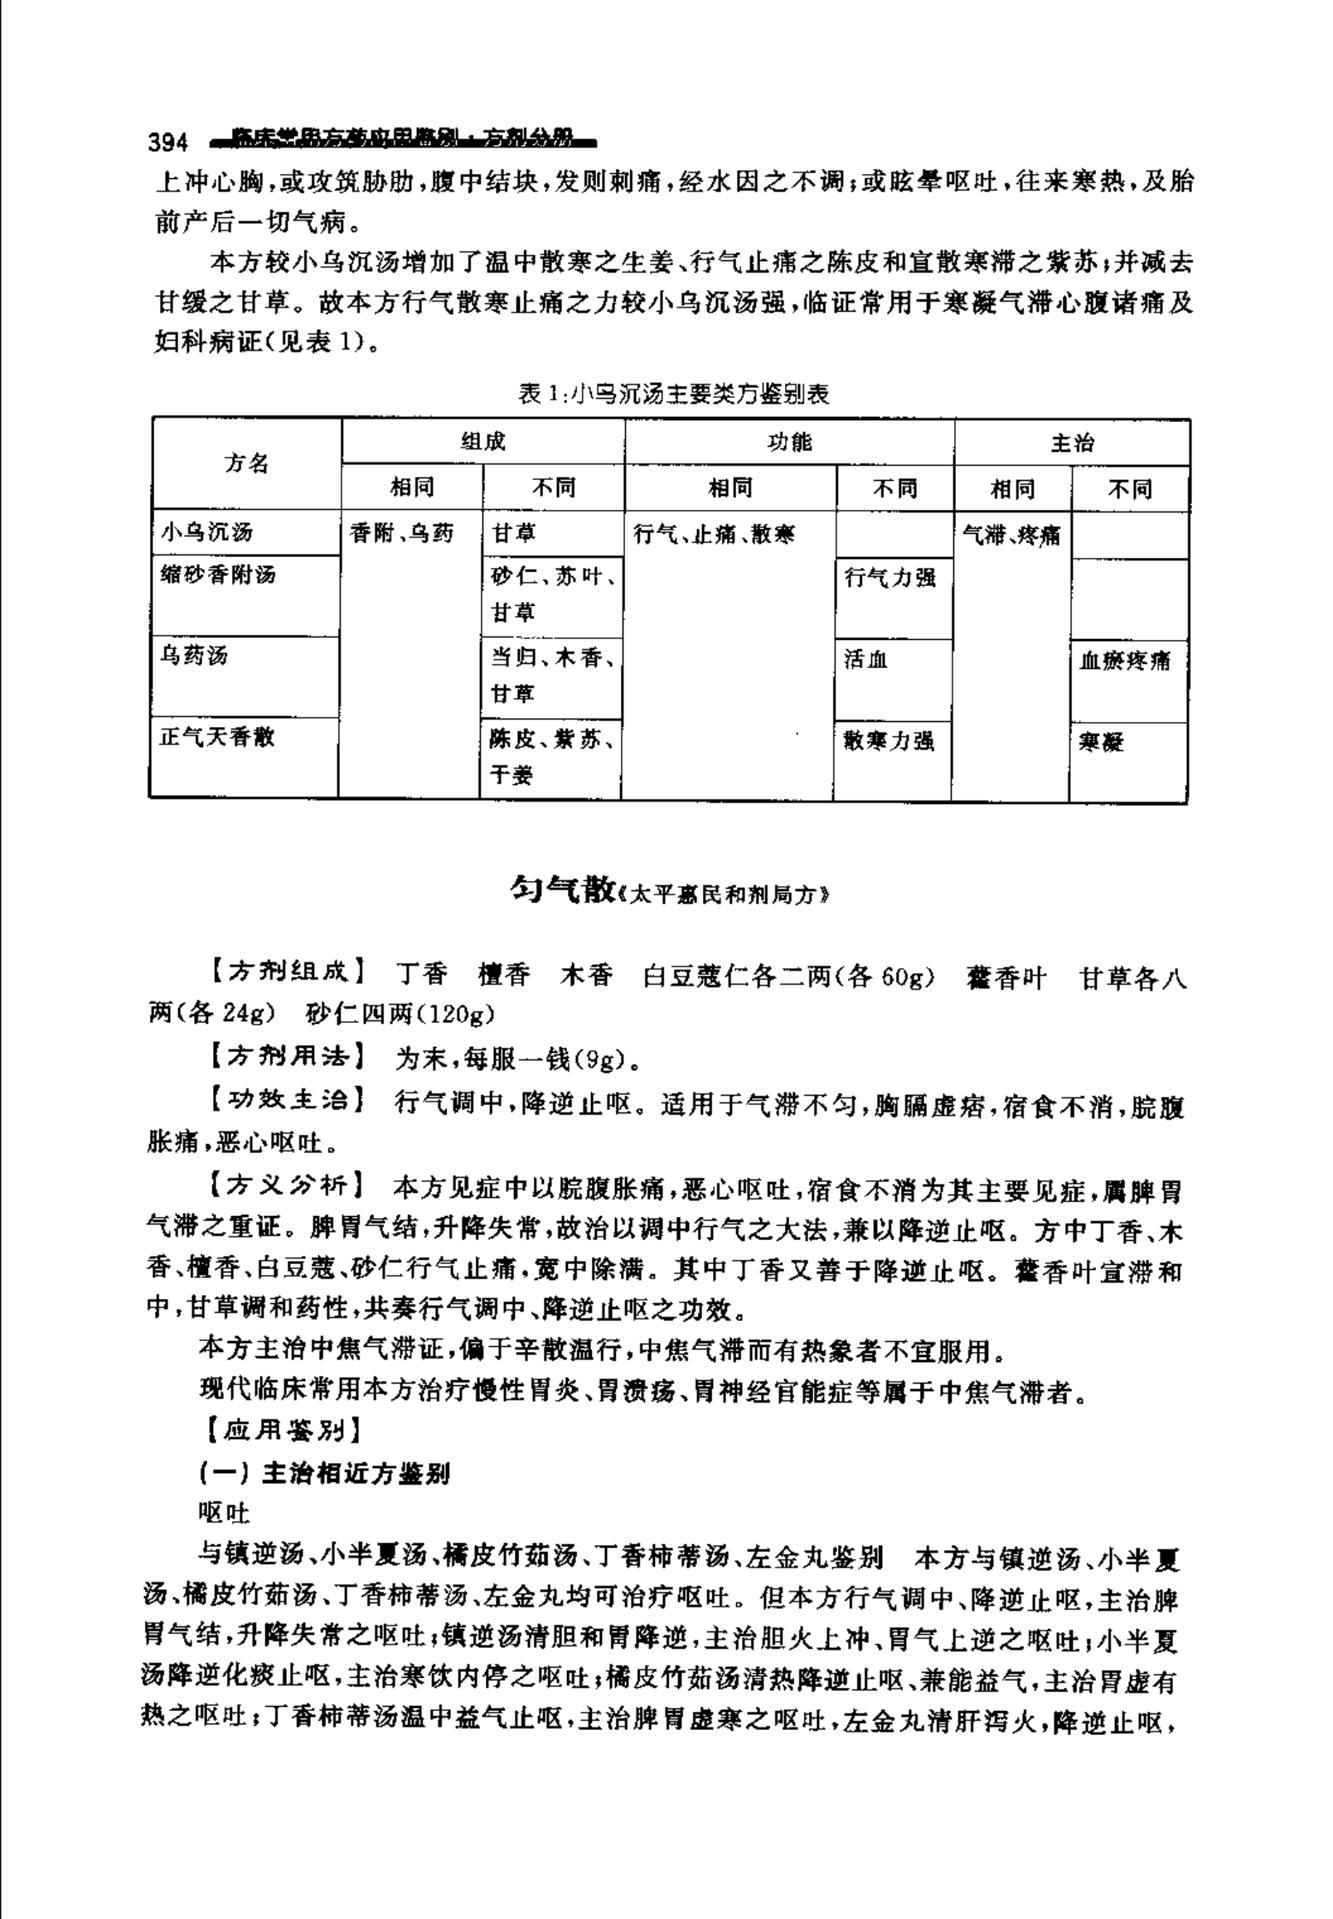 394 临床常用方药应用鉴别·方剂分册
上冲心胸,或攻筑胁肋,腹中结块,发则刺痛,经水因之不调;或眩晕呕吐,往来寒热,及胎
前产后一切气病。
本方较小乌沉汤增加了温中散寒之生姜、行气止痛之陈皮和宣散寒滞之紫苏;并减去
甘缓之甘草。故本方行气散寒止痛之力较小乌沉汤强,临证常用于寒凝气滞心腹诸痛及
妇科病证(见表1)。
表1:小乌沉汤主要类方鉴别表
方名 组成 功能 主治
相同 不同 相同 不同 相同 不同
小乌沉汤 香附、乌药 甘草 行气、止痛、散寒 气滞、疼痛
缩砂香附汤 砂仁、苏叶、 行气力强
甘草
乌药汤 当归、木香、 活血 血瘀疼痛
甘草
正气天香散 陈皮、紫苏、 散寒力强 寒凝
干姜
匀气散《太平惠民和剂局方》
【方剂组成】 丁香 檀香 木香 白豆蔻仁各二两(各60g) 藿香叶 甘草各八
两(各24g) 砂仁四两(120g)
【方剂用法】 为末,每服一钱(9g)。
【功效主治】 行气调中,降逆止呕。适用于气滞不匀,胸膈虚痞,宿食不消,脘腹
胀痛,恶心呕吐。
【方义分析】 本方见症中以脘腹胀痛,恶心呕吐,宿食不消为其主要见症,属脾胃
气滞之重证。脾胃气结,升降失常,故治以调中行气之大法,兼以降逆止呕。方中丁香、木
香、檀香、白豆蔻、砂仁行气止痛,宽中除满。其中丁香又善于降逆止呕。藿香叶宣滞和
中,甘草调和药性,共奏行气调中、降逆止呕之功效。
本方主治中焦气滞证,偏于辛散温行,中焦气滞而有热象者不宜服用。
现代临床常用本方治疗慢性胃炎、胃溃疡、胃神经官能症等属于中焦气滞者。
【应用鉴别】
(一)主治相近方鉴别
呕吐
与镇逆汤、小半夏汤、橘皮竹茹汤、丁香柿蒂汤、左金丸鉴别 本方与镇逆汤、小半夏
汤、橘皮竹茹汤、丁香柿蒂汤、左金丸均可治疗呕吐。但本方行气调中、降逆止呕,主治脾
胃气结,升降失常之呕吐;镇逆汤清胆和胃降逆,主治胆火上冲、胃气上逆之呕吐;小半夏
汤降逆化痰止呕,主治寒饮内停之呕吐;橘皮竹茹汤清热降逆止呕、兼能益气,主治胃虚有
热之呕吐;丁香柿蒂汤温中益气止呕,主治脾胃虚寒之呕吐,左金丸清肝泻火,降逆止呕,